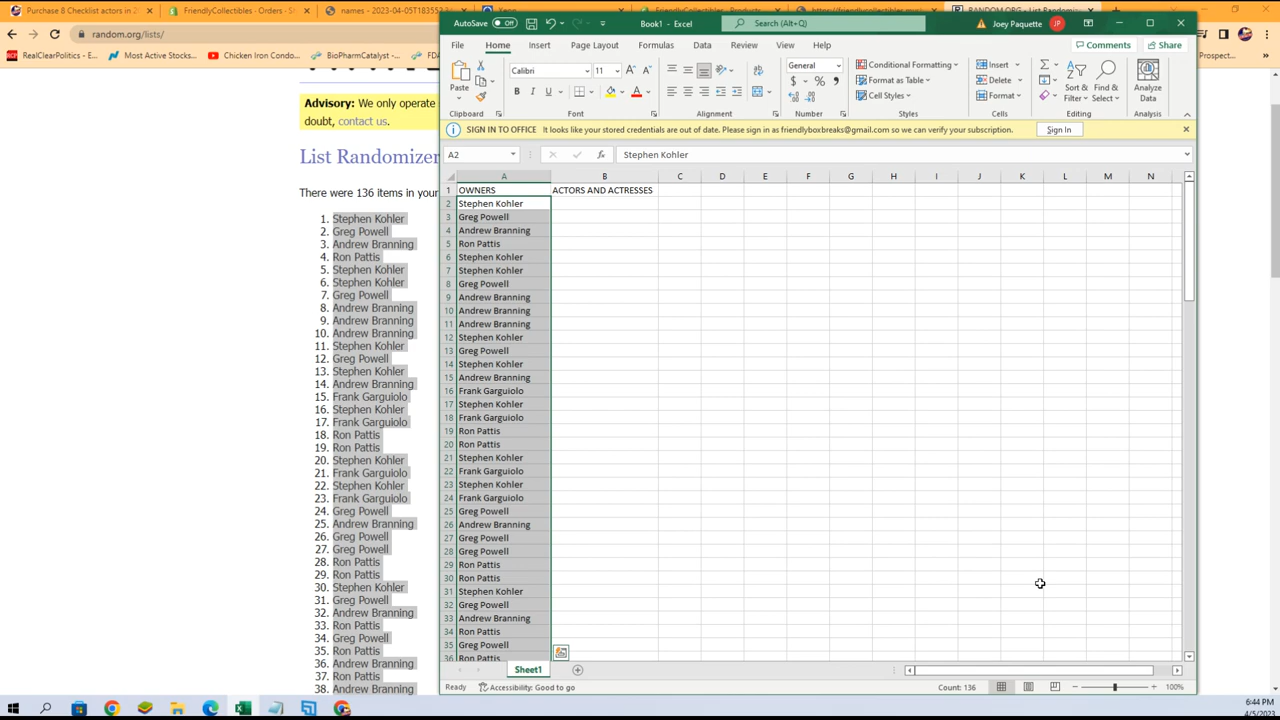 Purchase 8 Checklist actors in 2
FriendlyCollectibles - Orders - S
names - 2023-04-05T183552
random.org/lists/
RealClearPolitics - E...
Most Active Stocks...
Chicken Iron Condo...
BioPharmCatalyst...
Prospect...
Advisory: We only operate
doubt, contact us.
List Randomizer
There were 136 items in your
1. Stephen Kohler
2. Greg Powell
3. Andrew Branning
4. Ron Pattis
5. Stephen Kohler
6. Stephen Kohler
7. Greg Powell
8. Andrew Branning
9. Andrew Branning
10. Andrew Branning
11. Stephen Kohler
12. Greg Powell
13. Stephen Kohler
14. Andrew Branning
15. Frank Garguiolo
16. Stephen Kohler
17. Frank Garguiolo
18. Ron Pattis
19. Ron Pattis
20. Stephen Kohler
21. Frank Garguiolo
22. Stephen Kohler
23. Frank Garguiolo
24. Greg Powell
25. Andrew Branning
26. Greg Powell
27. Greg Powell
28. Ron Pattis
29. Ron Pattis
30. Stephen Kohler
31. Greg Powell
32. Andrew Branning
33. Ron Pattis
34. Greg Powell
35. Ron Pattis
36. Andrew Branning
37. Ron Pattis
38. Andrew Branning
AutoSave Off Book1 - Excel Search (Alt+Q) Joey Paquette JP
File Home Insert Page Layout Formulas Data Review View Help Comments Share
Paste Calibri 11 General Conditional Formatting Insert Sort & Find & Analyze
Format as Table Delete Filter Select Data
Cell Styles Format
Clipboard Font Alignment Number Styles Cells Editing Analysis
SIGN IN TO OFFICE It looks like your stored credentials are out of date. Please sign in as friendlyboxbreaks@gmail.com so we can verify your subscription. Sign In
A2 fx Stephen Kohler
A B C D E F G H I J K L M N
1 OWNERS ACTORS AND ACTRESSES
2 Stephen Kohler
3 Greg Powell
4 Andrew Branning
5 Ron Pattis
6 Stephen Kohler
7 Stephen Kohler
8 Greg Powell
9 Andrew Branning
10 Andrew Branning
11 Andrew Branning
12 Stephen Kohler
13 Greg Powell
14 Stephen Kohler
15 Andrew Branning
16 Frank Garguiolo
17 Stephen Kohler
18 Frank Garguiolo
19 Ron Pattis
20 Ron Pattis
21 Stephen Kohler
22 Frank Garguiolo
23 Stephen Kohler
24 Frank Garguiolo
25 Greg Powell
26 Andrew Branning
27 Greg Powell
28 Greg Powell
29 Ron Pattis
30 Ron Pattis
31 Stephen Kohler
32 Greg Powell
33 Andrew Branning
34 Ron Pattis
35 Greg Powell
36 Ron Pattis
Sheet1
Ready Accessibility: Good to go Count: 136 100%
6:44 PM
4/5/2023